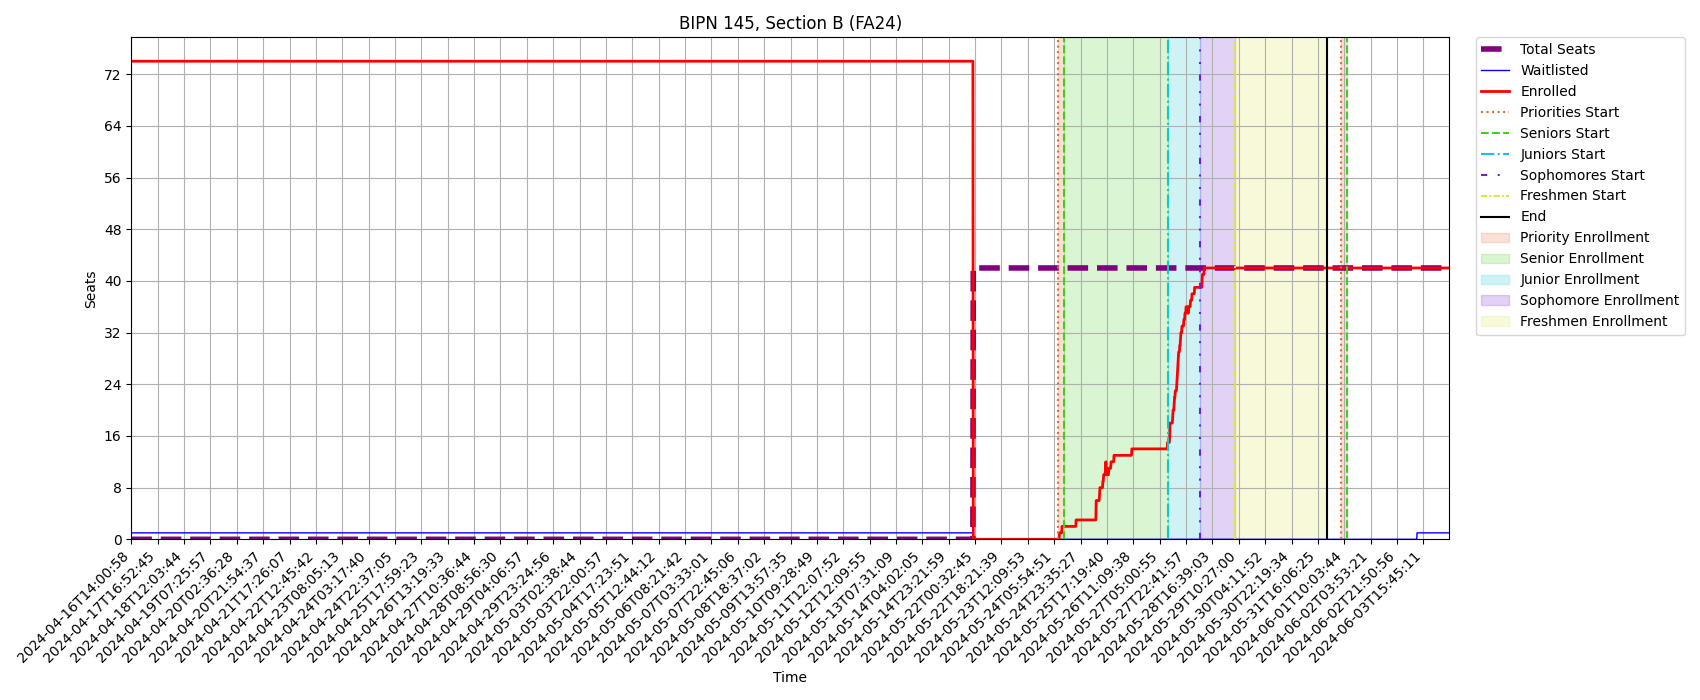 BIPN 145, Section B (FA24)
Total Seats
Waitlisted
Enrolled
Priorities Start
Seniors Start
Juniors Start
Sophomores Start
Freshmen Start
End
Priority Enrollment
Senior Enrollment
Junior Enrollment
Sophomore Enrollment
Freshmen Enrollment
Seats
72
64
56
48
40
32
24
16
8
0
2024-04-16T14:00:58
2024-04-17T16:52:45
2024-04-18T12:03:44
2024-04-19T07:25:57
2024-04-20T02:36:28
2024-04-20T21:54:37
2024-04-21T17:26:07
2024-04-22T12:45:42
2024-04-23T08:05:13
2024-04-24T03:17:40
2024-04-24T22:37:05
2024-04-25T17:59:23
2024-04-26T13:19:33
2024-04-27T10:36:44
2024-04-28T08:56:30
2024-04-29T04:06:57
2024-04-29T23:24:56
2024-05-03T02:38:44
2024-05-03T22:00:57
2024-05-04T17:23:51
2024-05-05T12:44:12
2024-05-06T08:21:42
2024-05-07T03:33:01
2024-05-07T22:45:06
2024-05-08T18:37:02
2024-05-09T13:57:35
2024-05-10T09:28:49
2024-05-11T12:07:52
2024-05-12T12:09:55
2024-05-13T07:31:09
2024-05-14T04:02:05
2024-05-14T23:21:59
2024-05-22T00:32:45
2024-05-22T18:21:39
2024-05-23T12:09:53
2024-05-24T05:54:51
2024-05-24T23:35:27
2024-05-25T17:19:40
2024-05-26T11:09:38
2024-05-27T05:00:55
2024-05-27T22:41:57
2024-05-28T16:39:03
2024-05-29T10:27:00
2024-05-30T04:11:52
2024-05-30T22:19:34
2024-05-31T16:06:25
2024-06-01T10:03:44
2024-06-02T03:53:21
2024-06-02T21:50:56
2024-06-03T15:45:11
Time